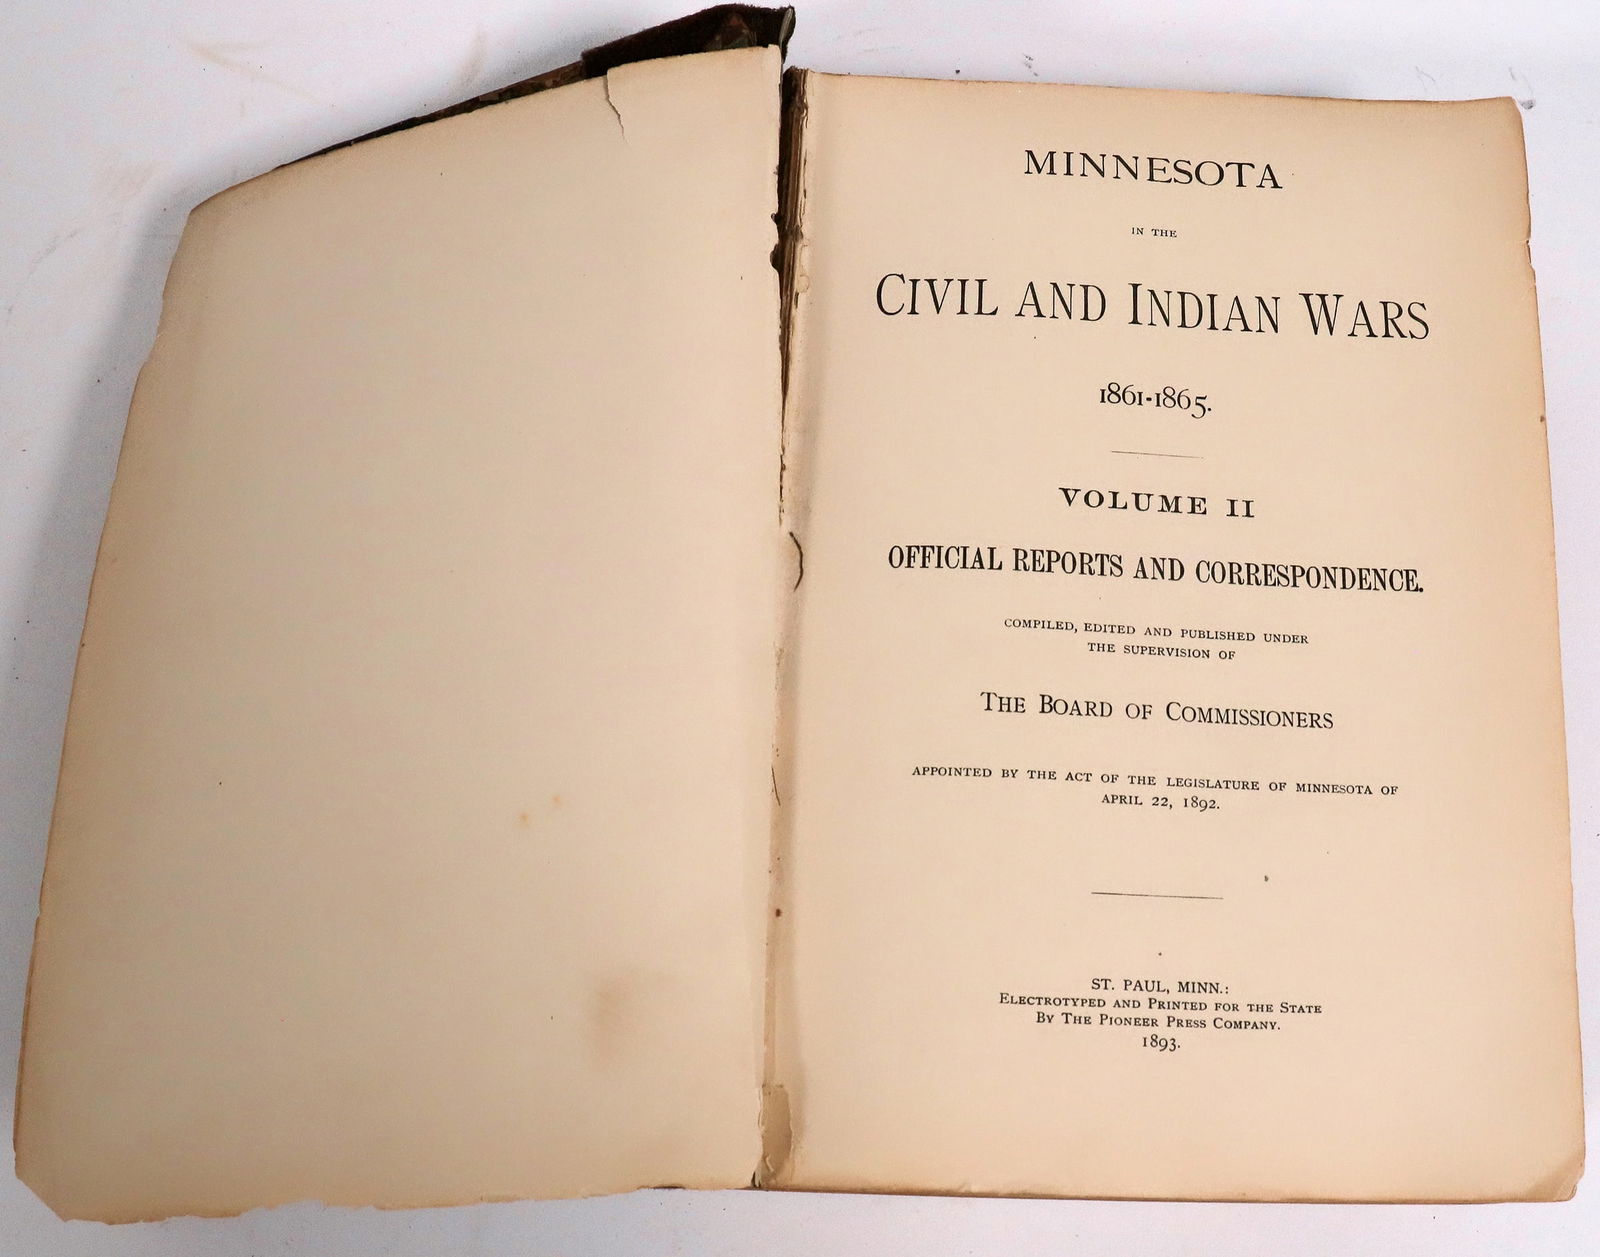 MINNESOTA
IN THE
CIVIL AND INDIAN WARS
1861-1865.
VOLUME II
OFFICIAL REPORTS AND CORRESPONDENCE.
COMPILED, EDITED AND PUBLISHED UNDER
THE SUPERVISION OF
THE BOARD OF COMMISSIONERS
APPOINTED BY THE ACT OF THE LEGISLATURE OF MINNESOTA OF
APRIL 22, 1892.
ST. PAUL, MINN.:
ELECTROTYPED AND PRINTED FOR THE STATE
BY THE PIONEER PRESS COMPANY.
1893.